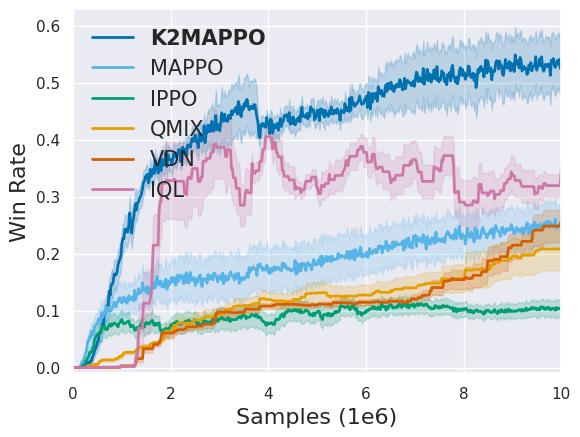 0.6
K2MAPPO
MAPPO
0.5
IPPO
QMIX
0.4
VDN
IQL
0.3
Win Rate
0.2
0.1
0.0
0 2 4 6 8 10
Samples (1e6)